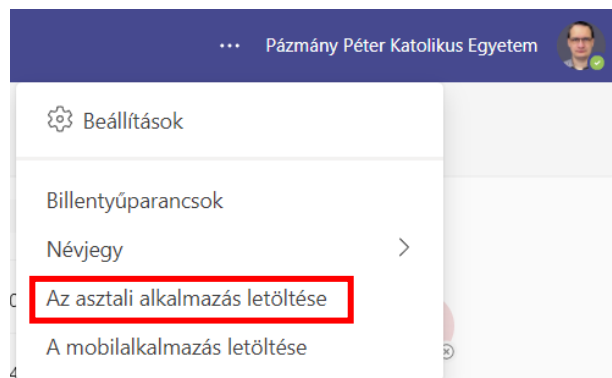 Pázmány Péter Katolikus Egyetem
Beállítások
Billentyűparancsok
Névjegy
Az asztali alkalmazás letöltése
A mobilalkalmazás letöltése